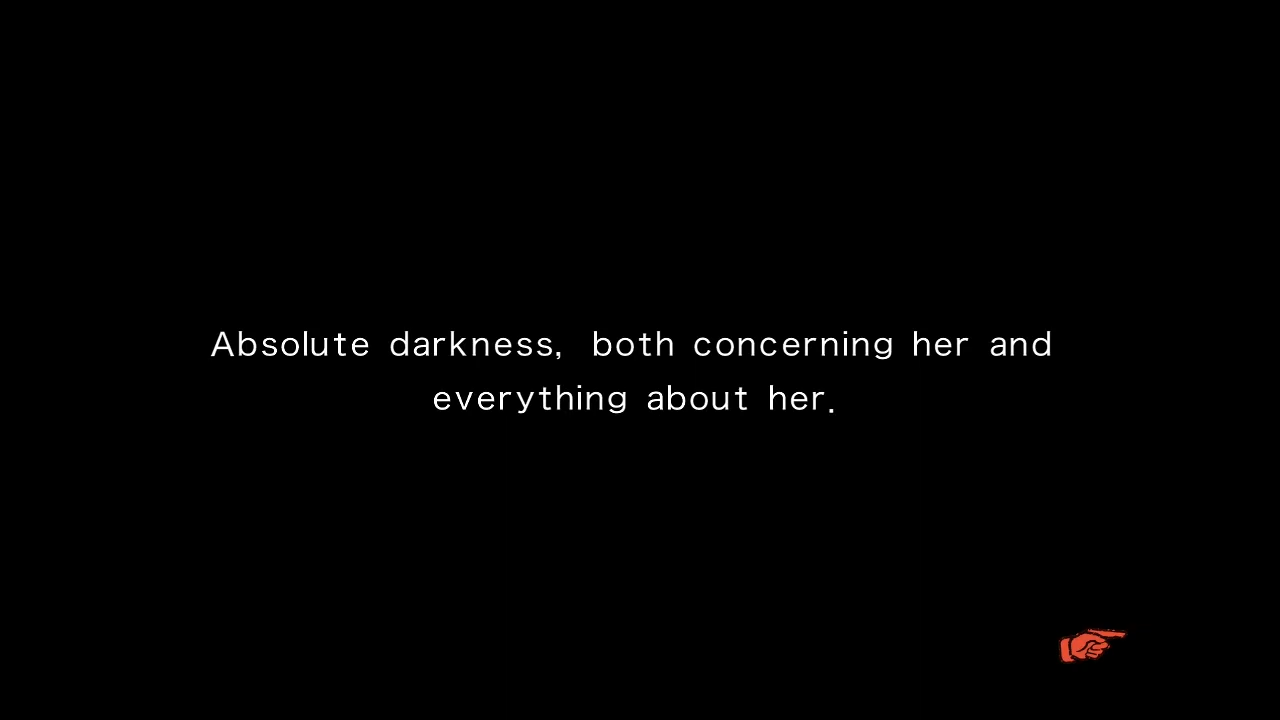 Absolute darkness, both concerning her and
everything about her.